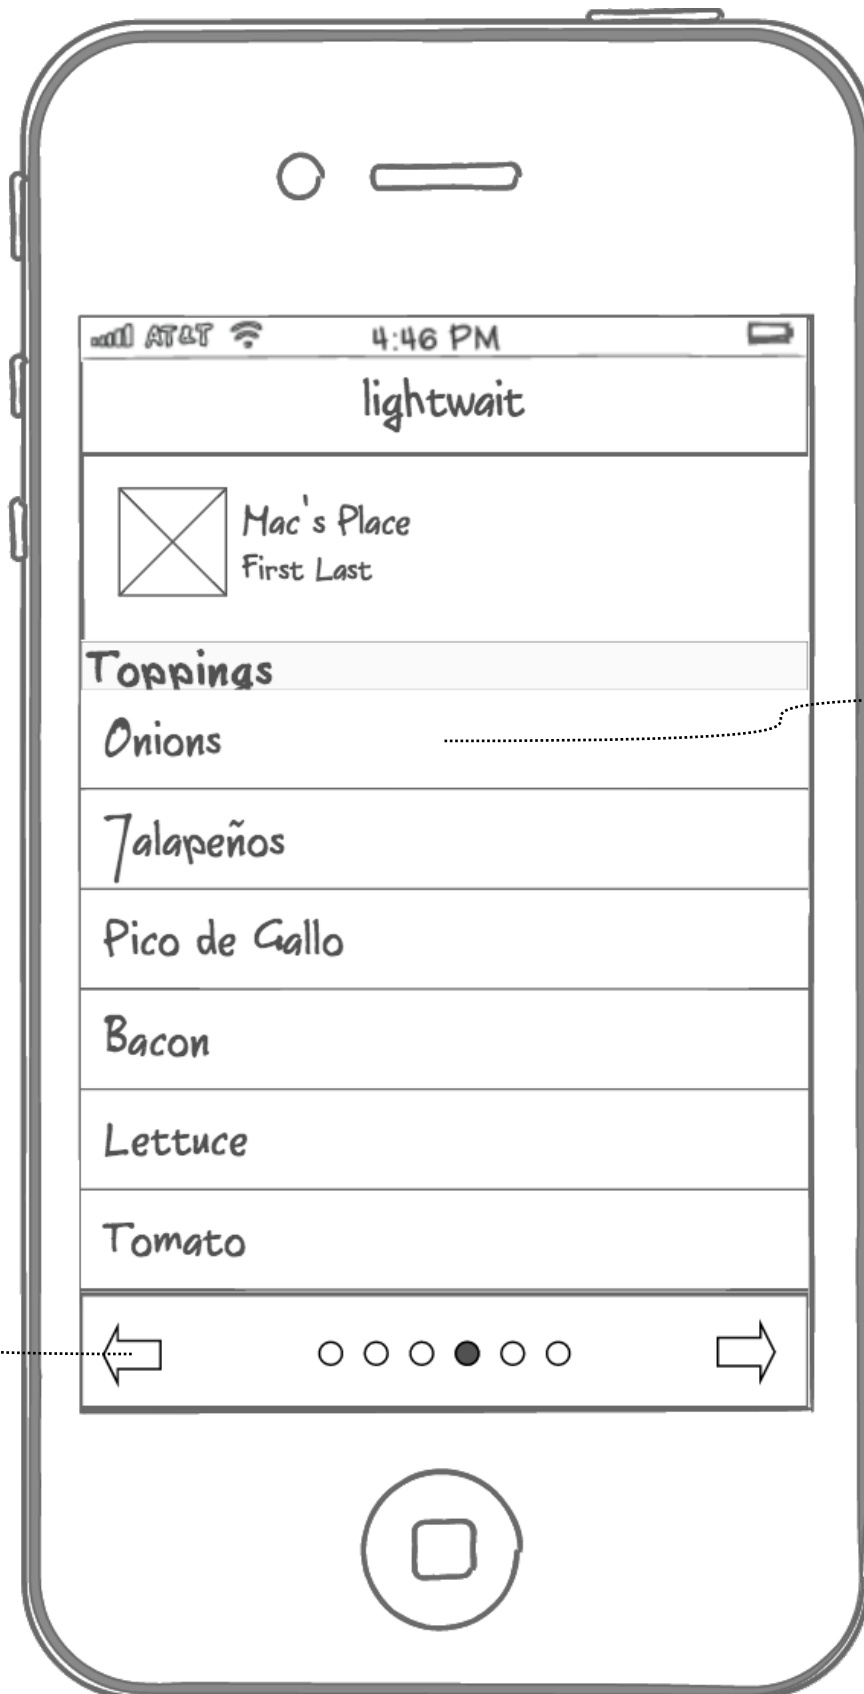 AT&T 4:46 PM
lightwait
Mac's Place
First Last
Toppings
Onions
Jalapeños
Pico de Gallo
Bacon
Lettuce
Tomato